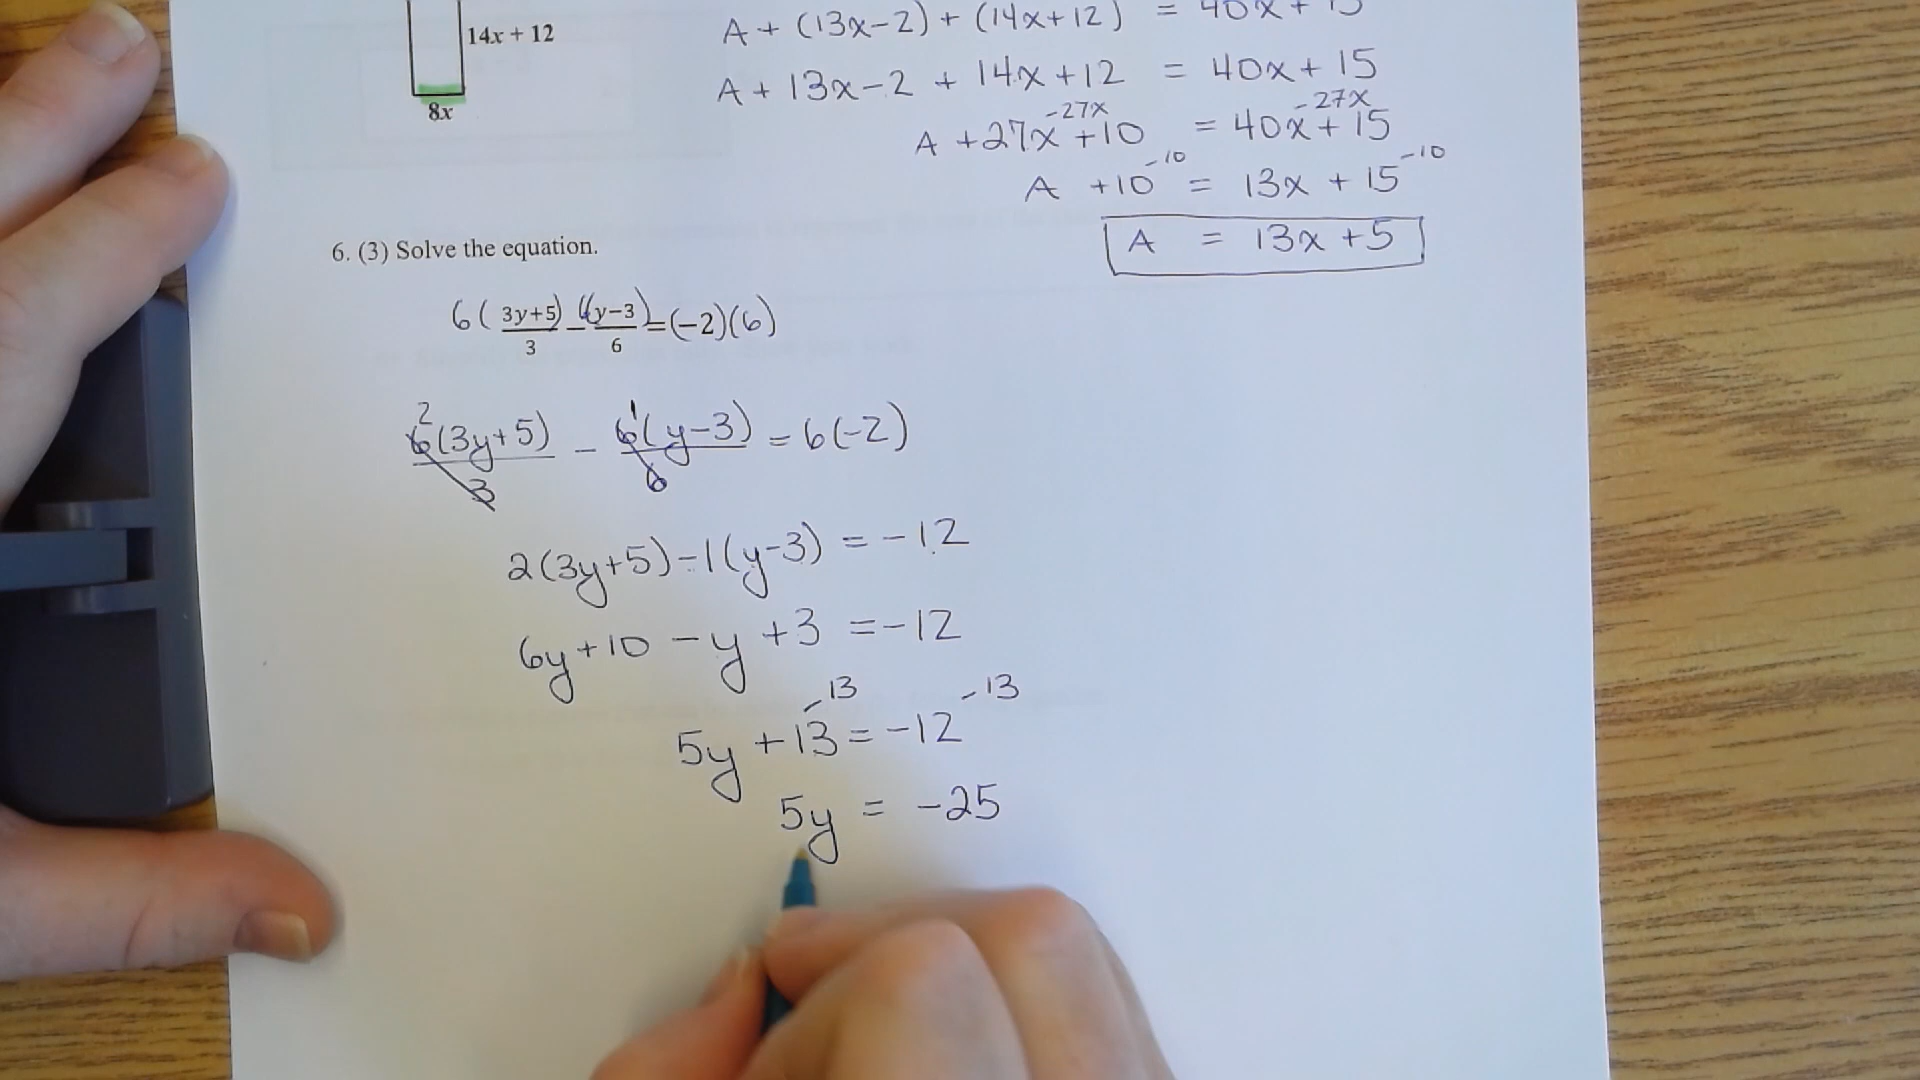 A + (13x-2) + (14x+12) = 40x + 15
14x + 12
A + 13x-2 + 14x+12 = 40x+ 15
8x
-27x -27x
A +27x +10 = 40x+ 15
-10 -10
A +10 = 13x + 15
A = 13x +5
6. (3) Solve the equation.
6( 3y+5) - (y-3) = (-2)(6)
3 6
2 1
6(3y+5) - 6(y-3) = 6(-2)
3 6
2(3y+5)-1(y-3) = -12
6y+10 -y +3 =-12
-13 -13
5y +13 = -12
5y = -25